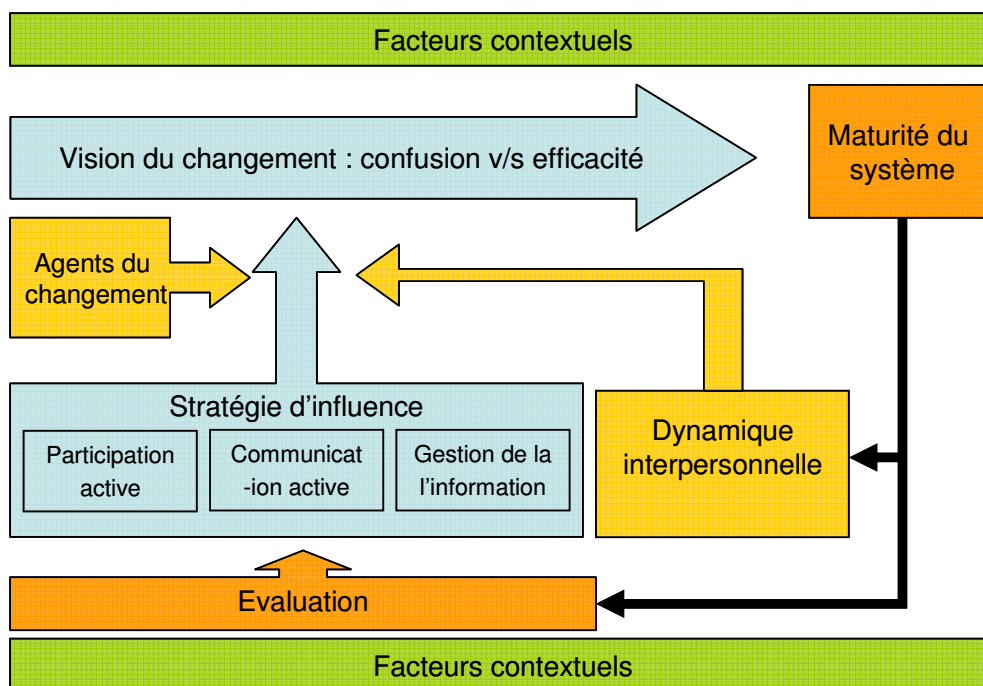 Facteurs contextuels
Vision du changement : confusion v/s efficacité
Maturité du
système
Agents du
changement
Stratégie d'influence
Participation
active
Communicat
-ion active
Gestion de la
l'information
Dynamique
interpersonnelle
Evaluation
Facteurs contextuels